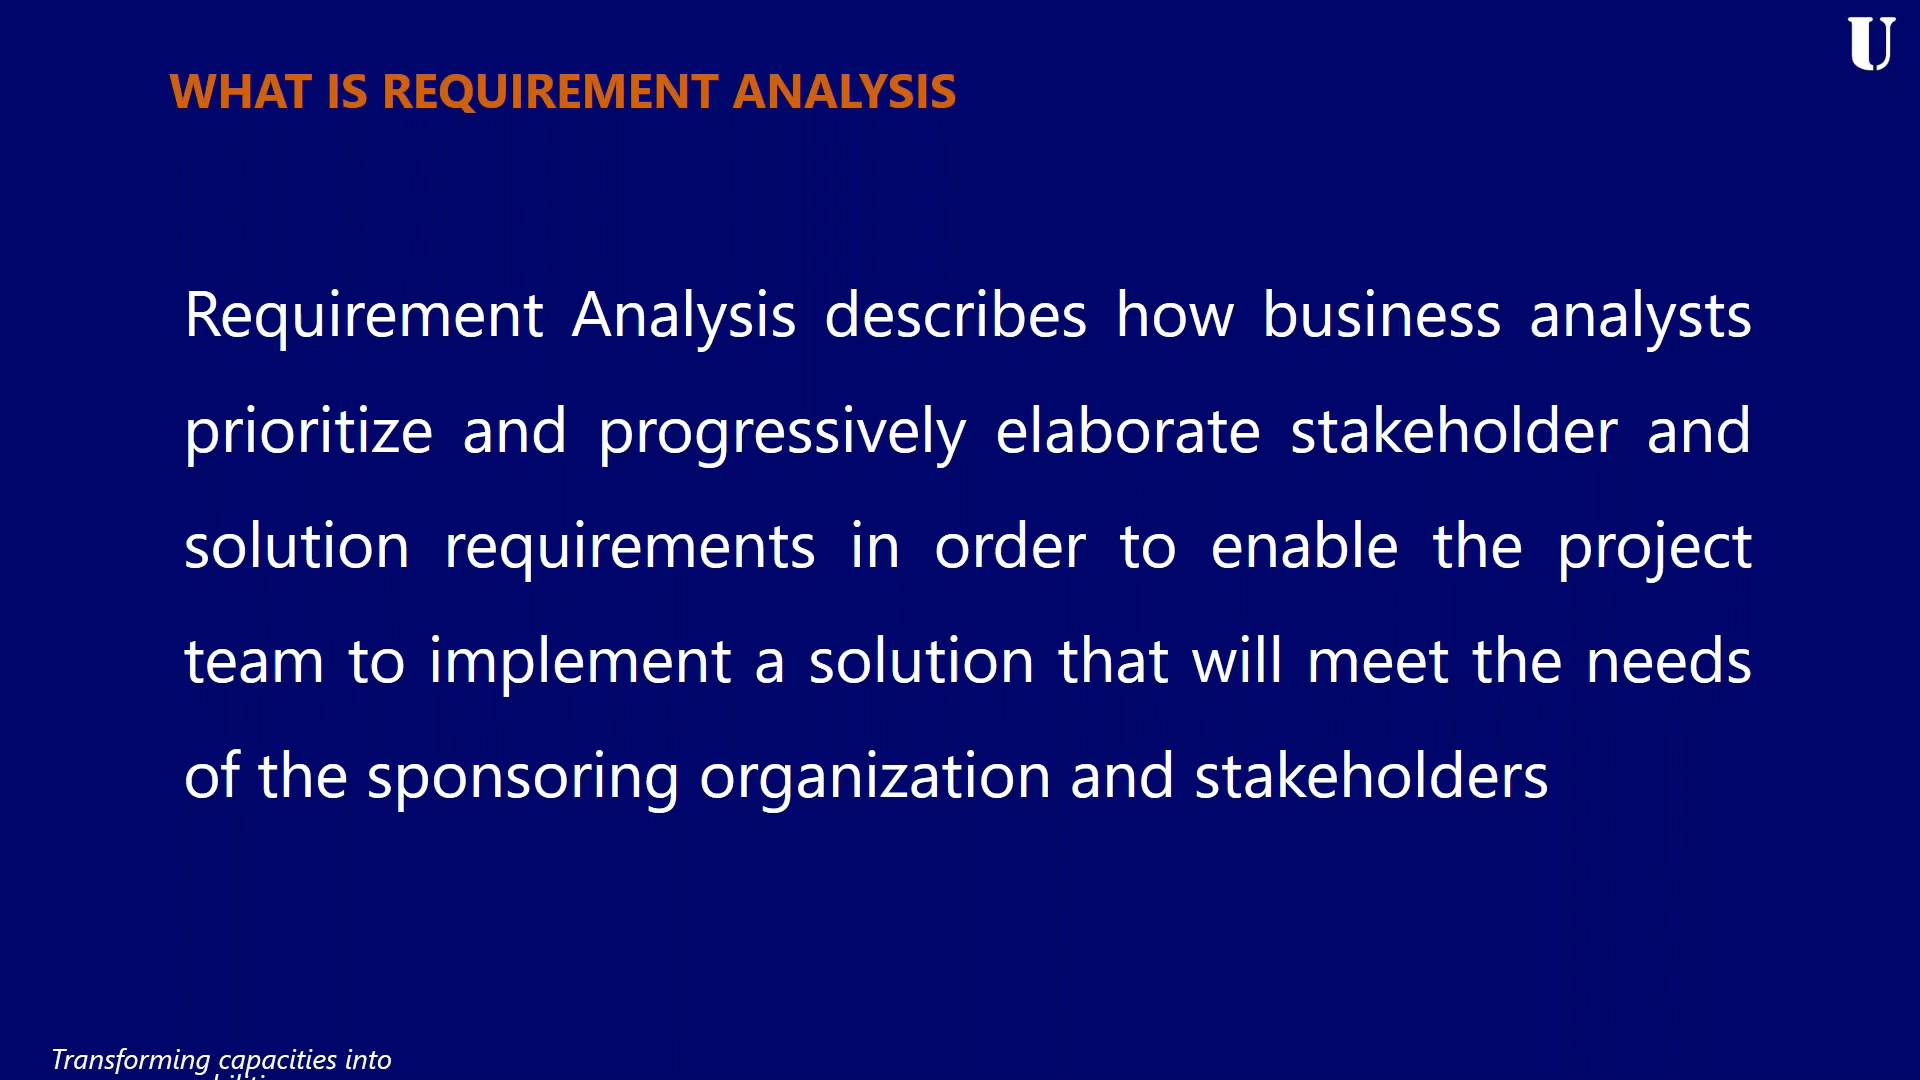 U
WHAT IS REQUIREMENT ANALYSIS
Requirement Analysis describes how business analysts
prioritize and progressively elaborate stakeholder and
solution requirements in order to enable the project
team to implement a solution that will meet the needs
of the sponsoring organization and stakeholders
Transforming capacities into